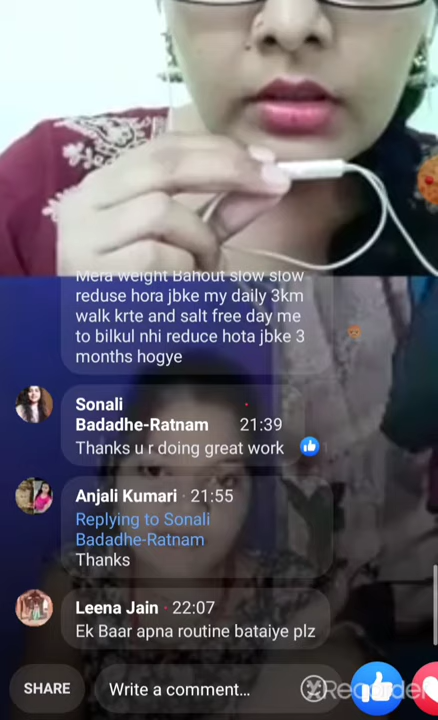 Mera weight Bahout slow slow
reduse hora jbke my daily 3km
walk krte and salt free day me
to bilkul nhi reduce hota jbke 3
months hogye
Sonali
Badadhe-Ratnam 21:39
Thanks u r doing great work
Anjali Kumari · 21:55
Replying to Sonali
Badadhe-Ratnam
Thanks
Leena Jain · 22:07
Ek Baar apna routine bataiye plz
SHARE
Write a comment...
Recorder